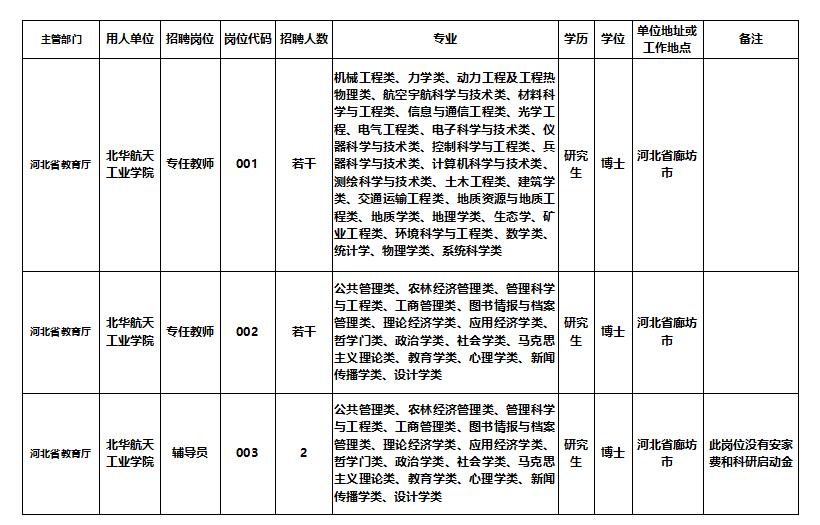 主管部门 用人单位 招聘岗位 岗位代码 招聘人数 专业 学历 学位 单位地址或工作地点 备注
河北省教育厅
北华航天
工业学院
专任教师
001
若干
机械工程类、力学类、动力工程及工程热
物理类、航空宇航科学与技术类、材料科
学与工程类、信息与通信工程类、光学工
程、电气工程类、电子科学与技术类、仪
器科学与技术类、控制科学与工程类、兵
器科学与技术类、计算机科学与技术类、
测绘科学与技术类、土木工程类、建筑学
类、交通运输工程类、地质资源与地质工
程类、地质学类、地理学类、生态学、矿
业工程类、环境科学与工程类、数学类、
统计学、物理学类、系统科学类
研究
生
博士
河北省廊坊
市
河北省教育厅
北华航天
工业学院
专任教师
002
若干
公共管理类、农林经济管理类、管理科学
与工程类、工商管理类、图书情报与档案
管理类、理论经济学类、应用经济学类、
哲学门类、政治学类、社会学类、马克思
主义理论类、教育学类、心理学类、新闻
传播学类、设计学类
研究
生
博士
河北省廊坊
市
河北省教育厅
北华航天
工业学院
辅导员
003
2
公共管理类、农林经济管理类、管理科学
与工程类、工商管理类、图书情报与档案
管理类、理论经济学类、应用经济学类、
哲学门类、政治学类、社会学类、马克思
主义理论类、教育学类、心理学类、新闻
传播学类、设计学类
研究
生
博士
河北省廊坊
市
此岗位没有安家
费和科研启动金